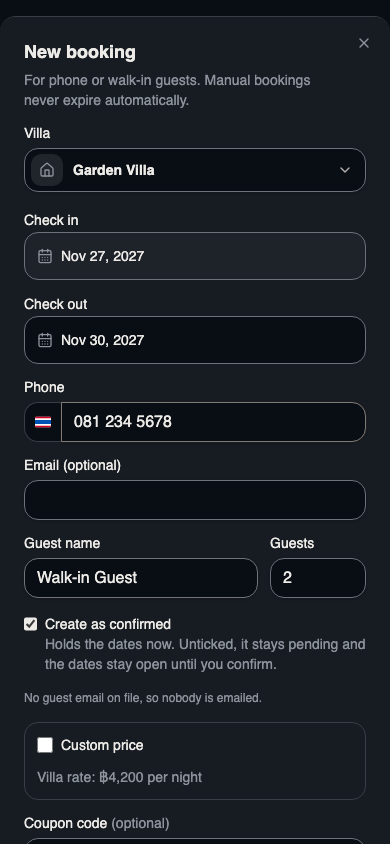 New booking
For phone or walk-in guests. Manual bookings
never expire automatically.
Villa
Garden Villa
Check in
Nov 27, 2027
Check out
Nov 30, 2027
Phone
081 234 5678
Email (optional)
Guest name
Guests
Walk-in Guest
2
Create as confirmed
Holds the dates now. Unticked, it stays pending and
the dates stay open until you confirm.
No guest email on file, so nobody is emailed.
Custom price
Villa rate: ฿4,200 per night
Coupon code (optional)